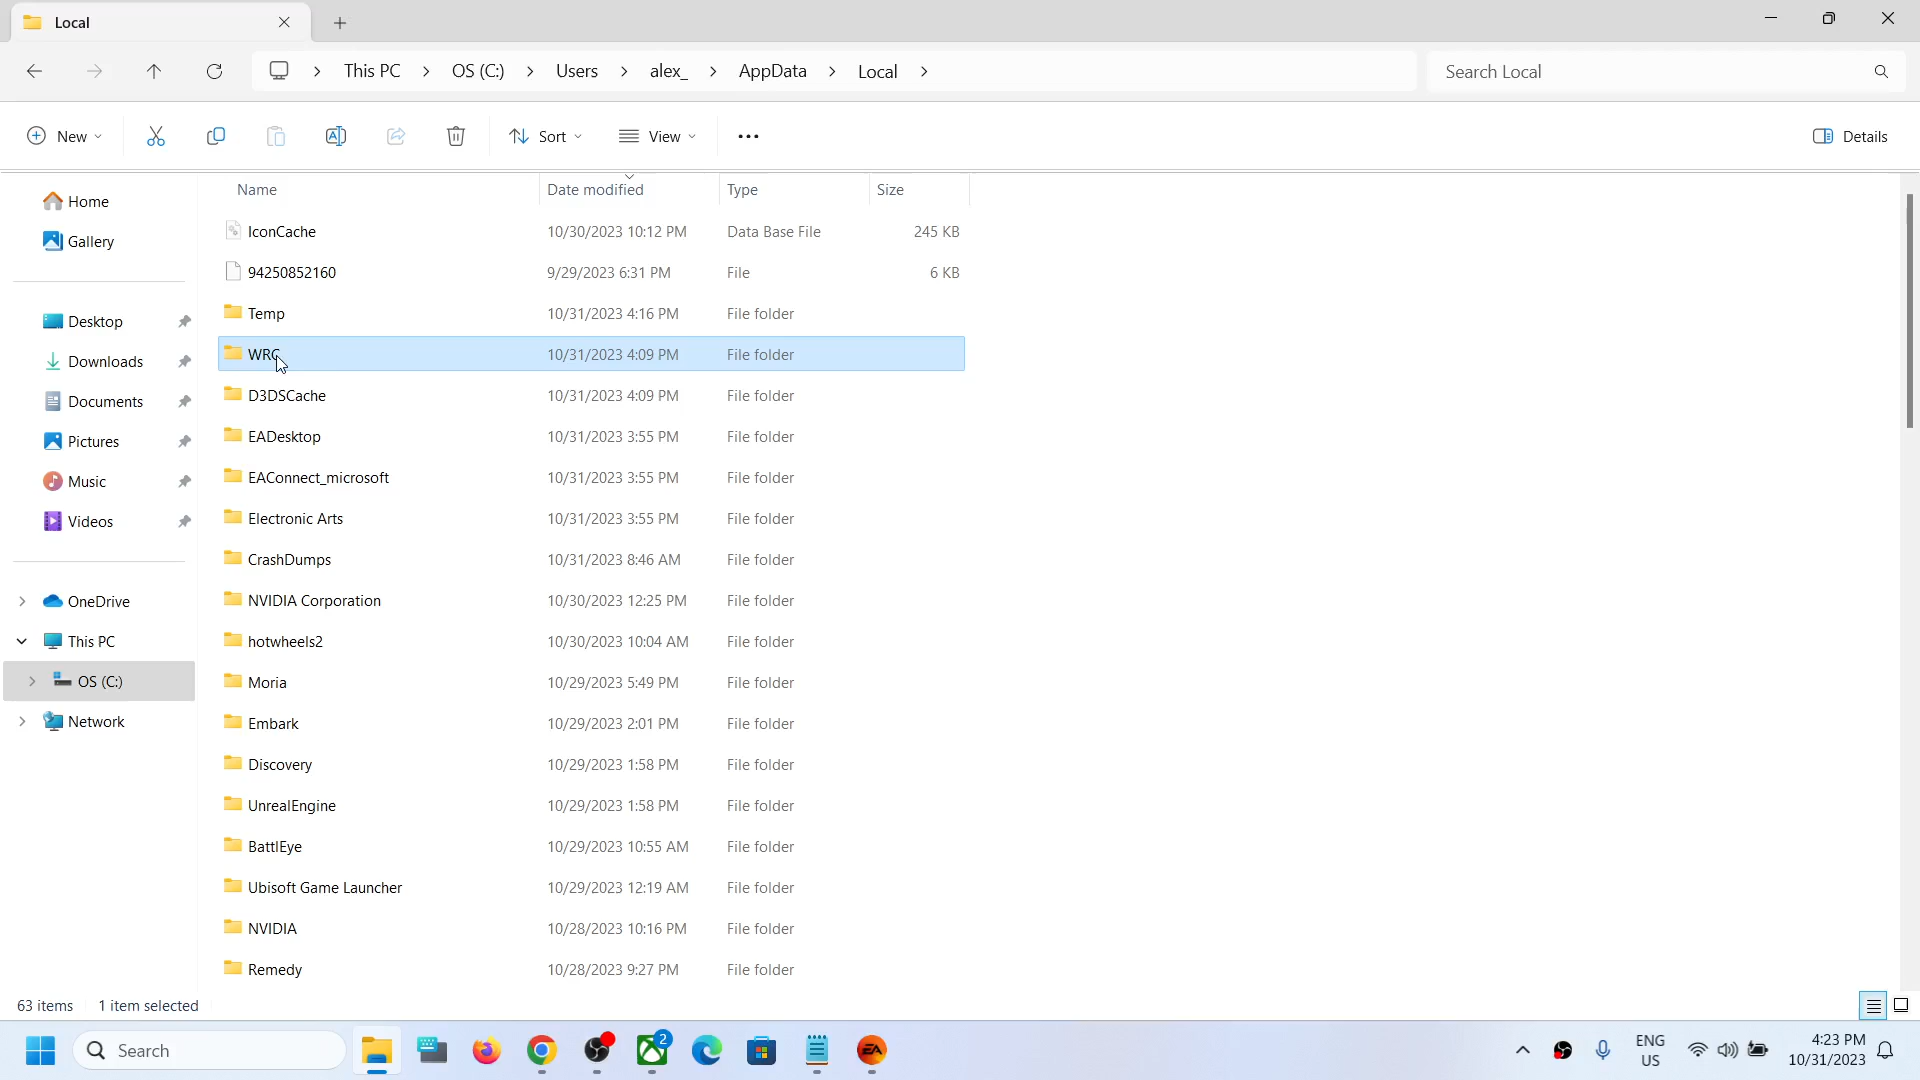 Local
This PC > OS (C:) > Users > alex_ > AppData > Local >
Search Local
New
Sort
View
Details
Home
Gallery
Desktop
Downloads
Documents
Pictures
Music
Videos
OneDrive
This PC
OS (C:)
Network
Name Date modified Type Size
IconCache 10/30/2023 10:12 PM Data Base File 245 KB
94250852160 9/29/2023 6:31 PM File 6 KB
Temp 10/31/2023 4:16 PM File folder
WRC 10/31/2023 4:09 PM File folder
D3DSCache 10/31/2023 4:09 PM File folder
EADesktop 10/31/2023 3:55 PM File folder
EAConnect_microsoft 10/31/2023 3:55 PM File folder
Electronic Arts 10/31/2023 3:55 PM File folder
CrashDumps 10/31/2023 8:46 AM File folder
NVIDIA Corporation 10/30/2023 12:25 PM File folder
hotwheels2 10/30/2023 10:04 AM File folder
Moria 10/29/2023 5:49 PM File folder
Embark 10/29/2023 2:01 PM File folder
Discovery 10/29/2023 1:58 PM File folder
UnrealEngine 10/29/2023 1:58 PM File folder
BattlEye 10/29/2023 10:55 AM File folder
Ubisoft Game Launcher 10/29/2023 12:19 AM File folder
NVIDIA 10/28/2023 10:16 PM File folder
Remedy 10/28/2023 9:27 PM File folder
63 items 1 item selected
Search
2
EA
ENG
US
4:23 PM
10/31/2023